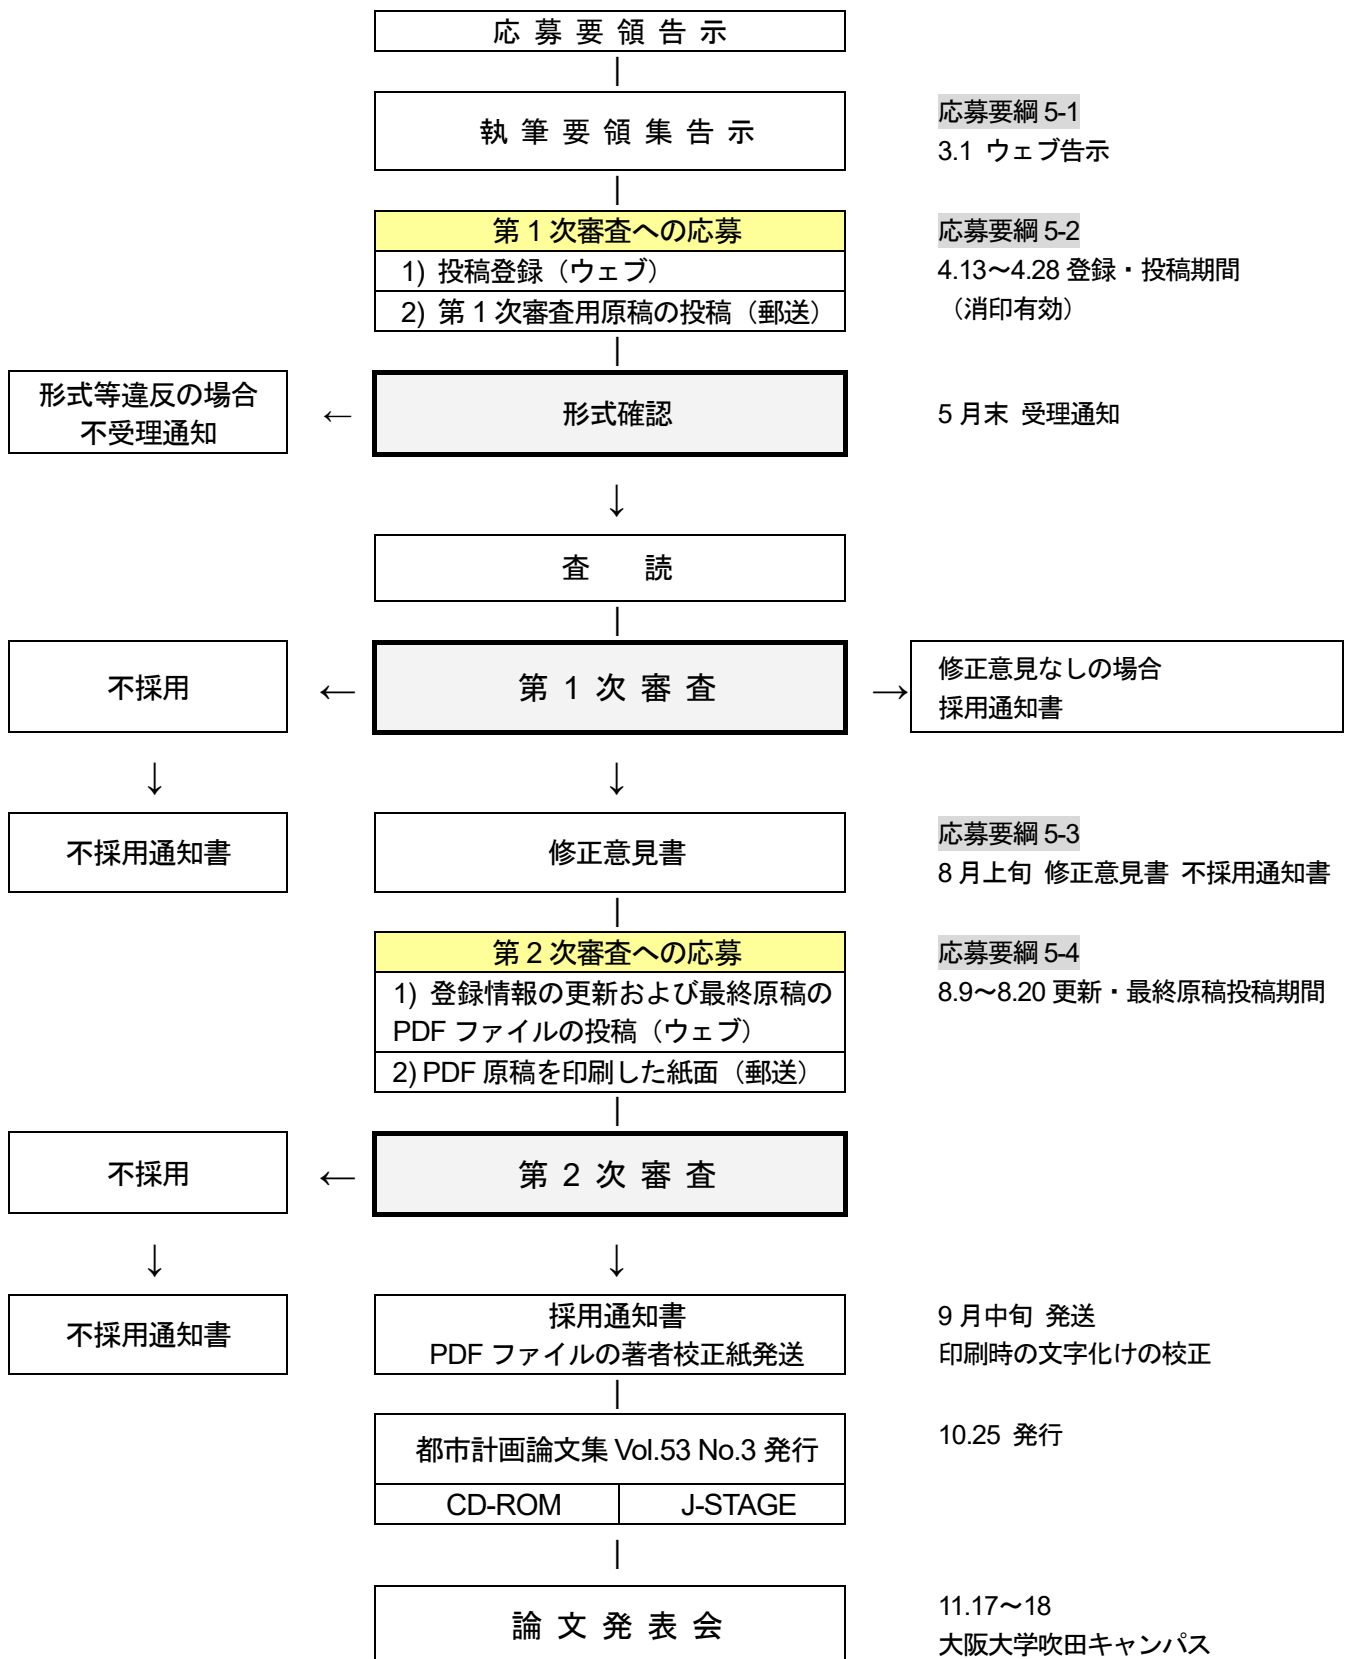 応 募 要 領 告 示
執 筆 要 領 集 告 示
応募要綱 5-1
3.1 ウェブ告示
第 1 次審査への応募
1) 投稿登録（ウェブ）
2) 第 1 次審査用原稿の投稿（郵送）
応募要綱 5-2
4.13～4.28 登録・投稿期間
（消印有効）
形式等違反の場合
不受理通知
←
形式確認
5 月末 受理通知
↓
査 読
不採用
←
第 1 次 審 査
→
修正意見なしの場合
採用通知書
↓
↓
不採用通知書
修正意見書
応募要綱 5-3
8 月上旬 修正意見書 不採用通知書
第 2 次審査への応募
1) 登録情報の更新および最終原稿の
PDF ファイルの投稿（ウェブ）
2) PDF 原稿を印刷した紙面（郵送）
応募要綱 5-4
8.9～8.20 更新・最終原稿投稿期間
不採用
←
第 2 次 審 査
↓
↓
不採用通知書
採用通知書
PDF ファイルの著者校正紙発送
9 月中旬 発送
印刷時の文字化けの校正
都市計画論文集 Vol.53 No.3 発行
CD-ROM
J-STAGE
10.25 発行
論 文 発 表 会
11.17～18
大阪大学吹田キャンパス